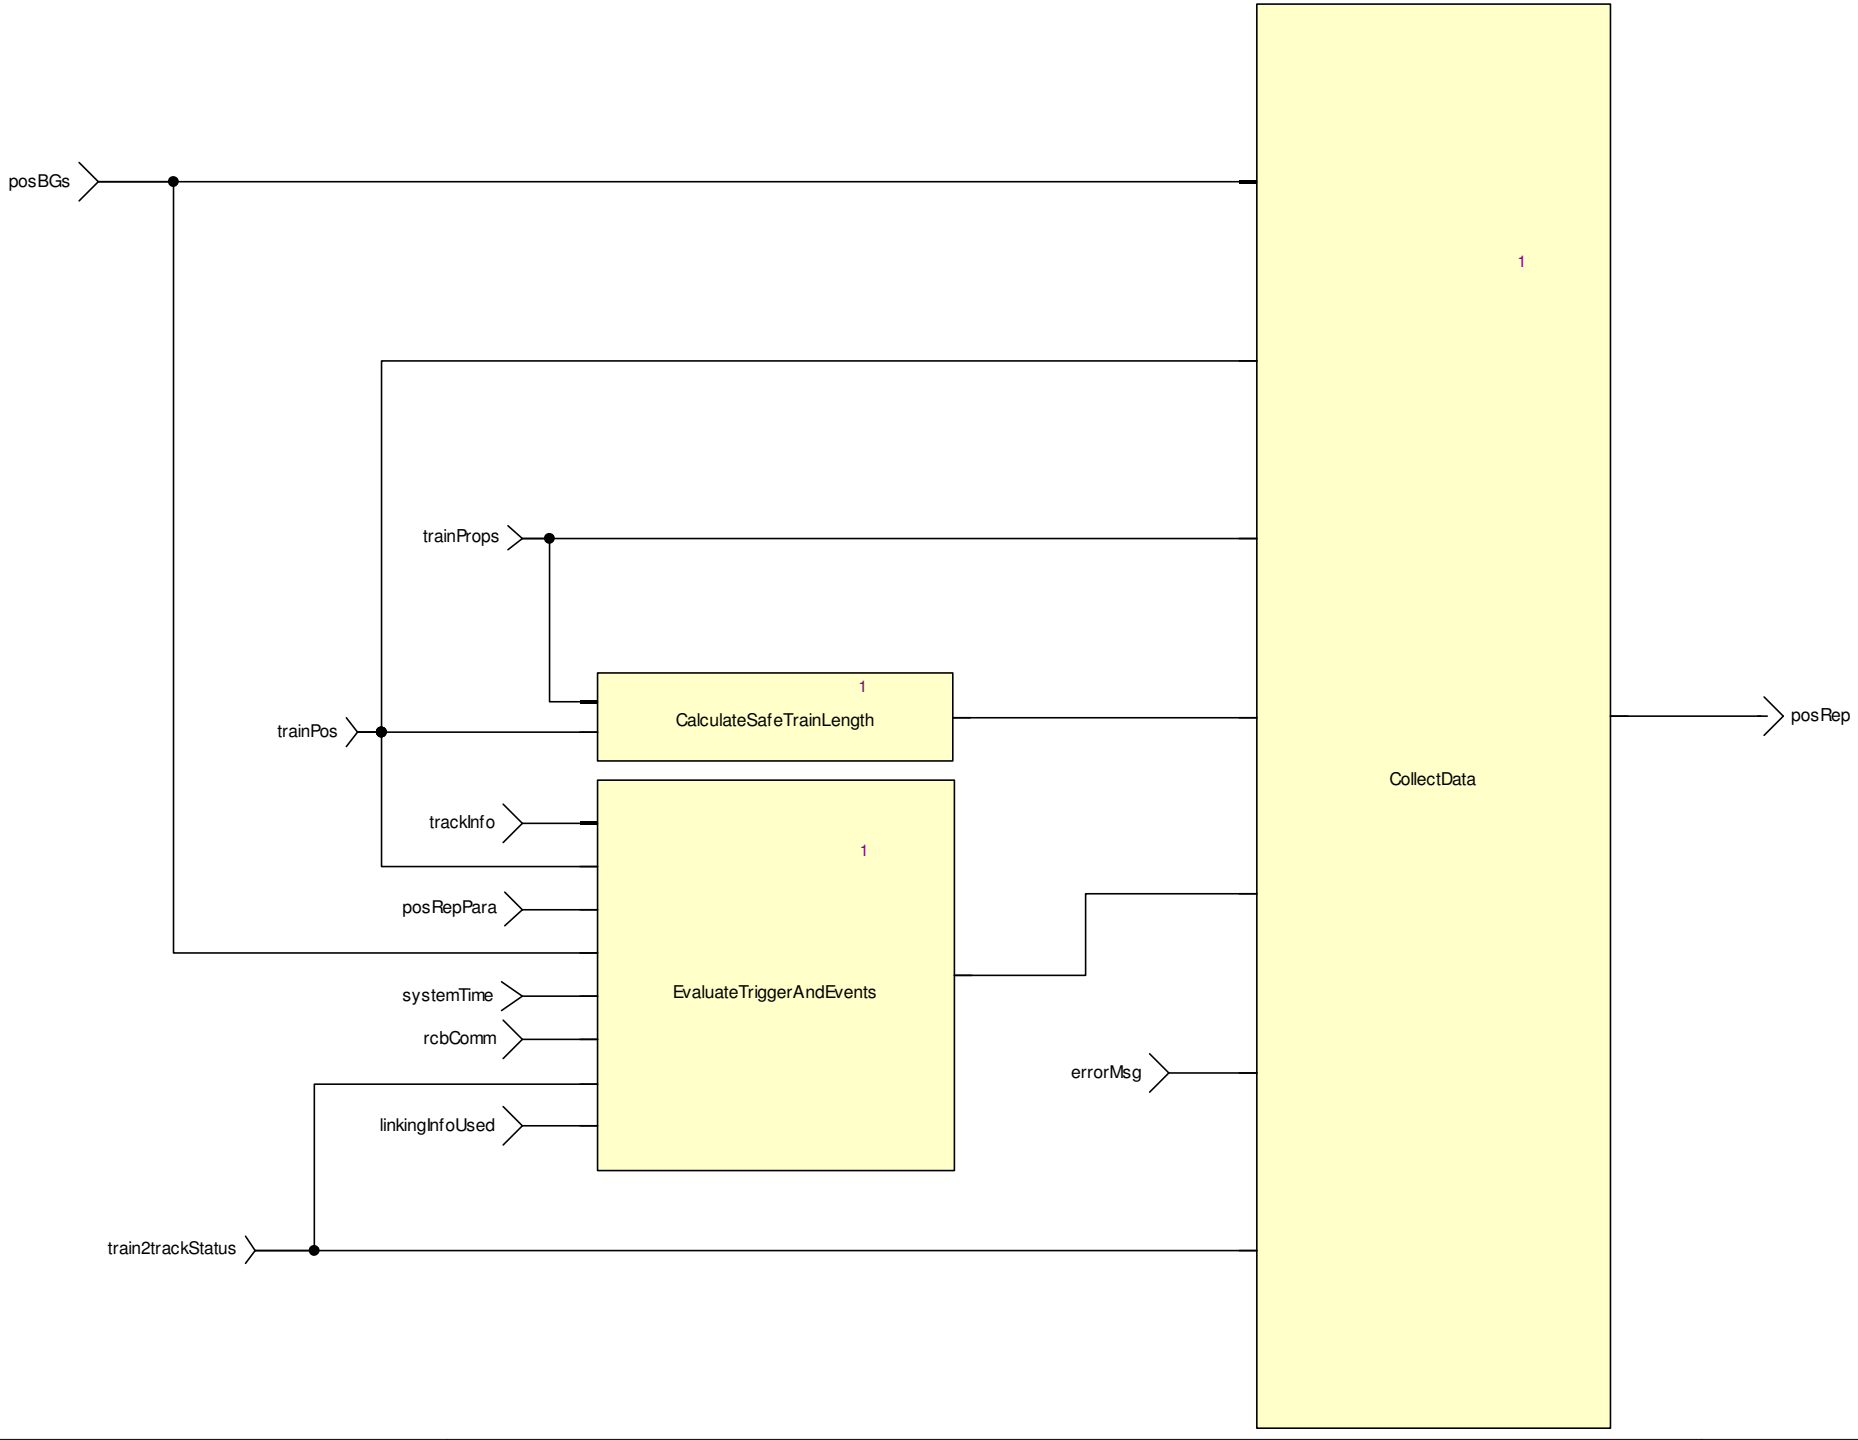 posBGs
1
trainProps
1
CalculateSafeTrainLength
trainPos
posRep
CollectData
trackInfo
1
posRepPara
EvaluateTriggerAndEvents
systemTime
rcbComm
errorMsg
linkingInfoUsed
train2trackStatus